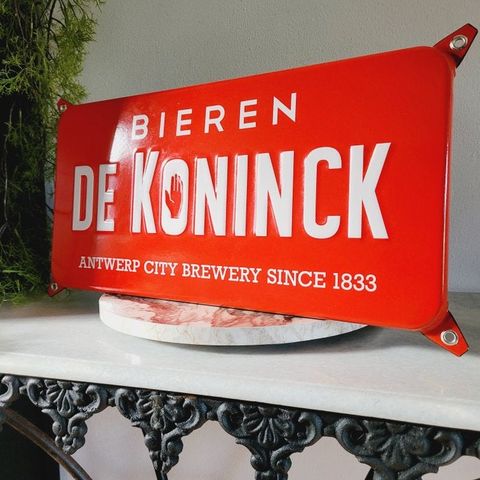 BIEREN
DE KONINCK
ANTWERP CITY BREWERY SINCE 1833